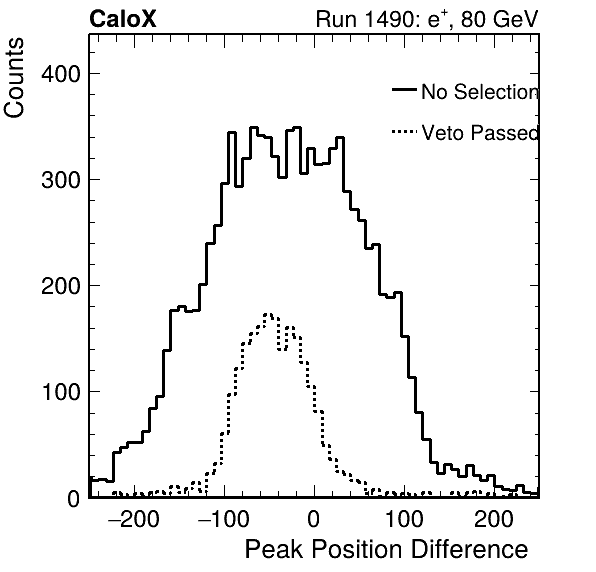 CaloX
Run 1490: e+, 80 GeV
Counts
400
300
200
100
0
No Selection
Veto Passed
−200
−100
0
100
200
Peak Position Difference